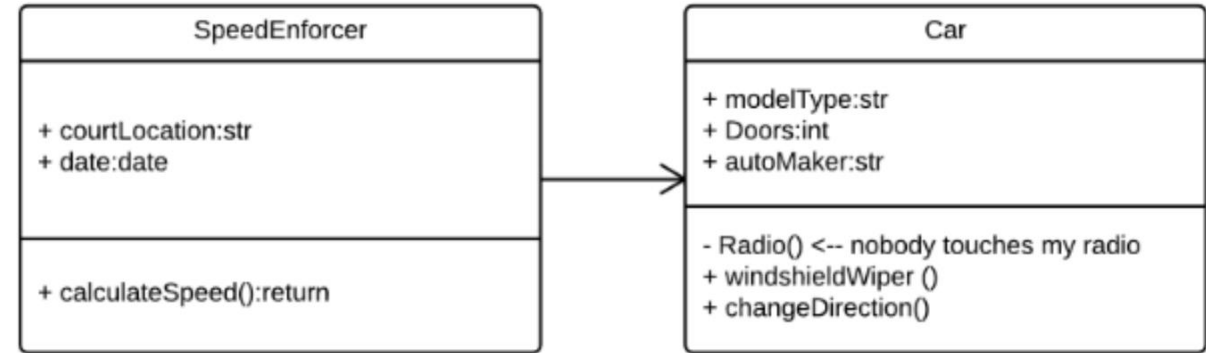 SpeedEnforcer
+ courtLocation:str
+ date:date
+ calculateSpeed():return
Car
+ modelType:str
+ Doors:int
+ autoMaker:str
- Radio() <-- nobody touches my radio
+ windshieldWiper ()
+ changeDirection()